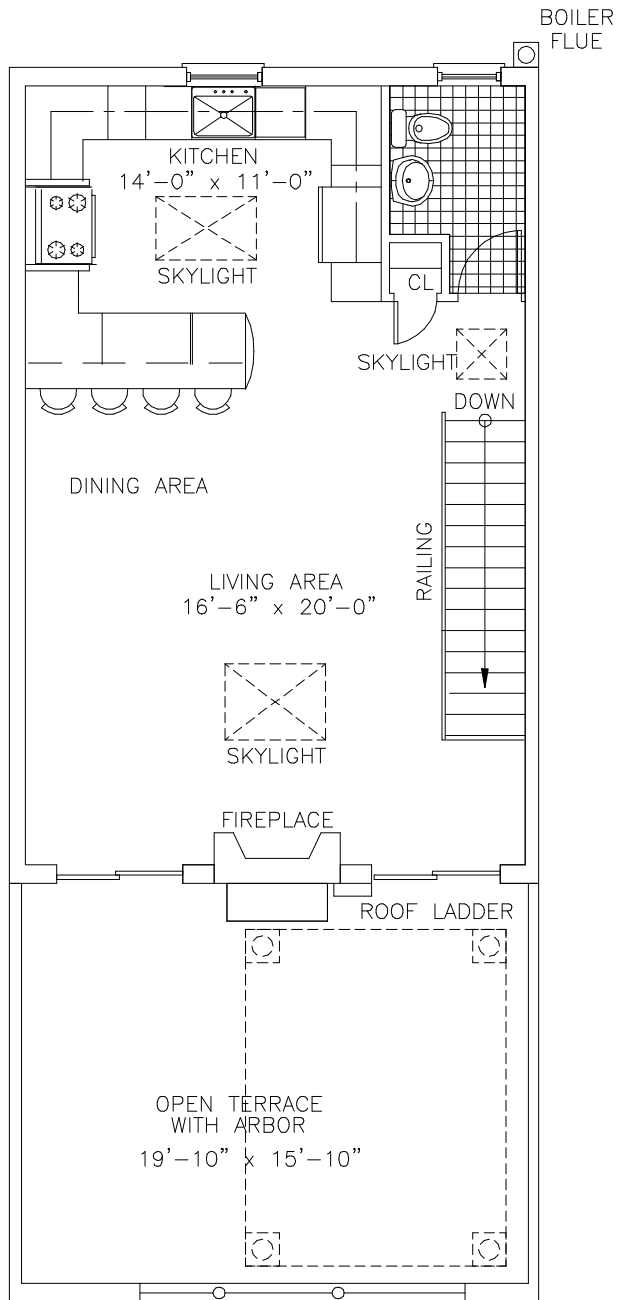 BOILER
FLUE
KITCHEN
14'-0" x 11'-0"
SKYLIGHT
CL
SKYLIGHT
DOWN
DINING AREA
RAILING
LIVING AREA
16'-6" x 20'-0"
SKYLIGHT
FIREPLACE
ROOF LADDER
OPEN TERRACE
WITH ARBOR
19'-10" x 15'-10"